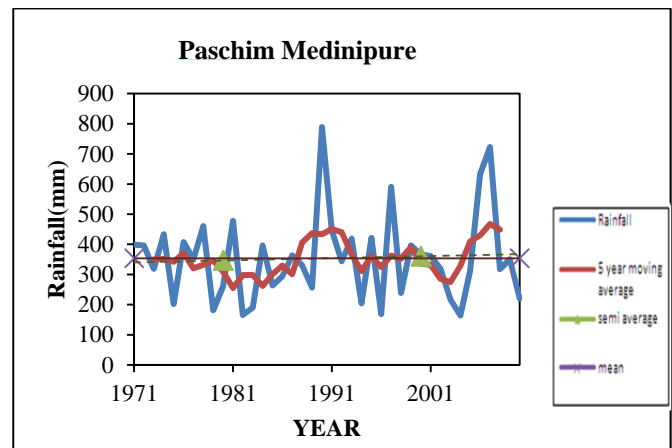 Paschim Medinipure
900
800
700
600
500
400
300
200
100
0
Rainfall(mm)
1971 1981 1991 2001
YEAR
Rainfall
5 year moving
average
semi average
mean